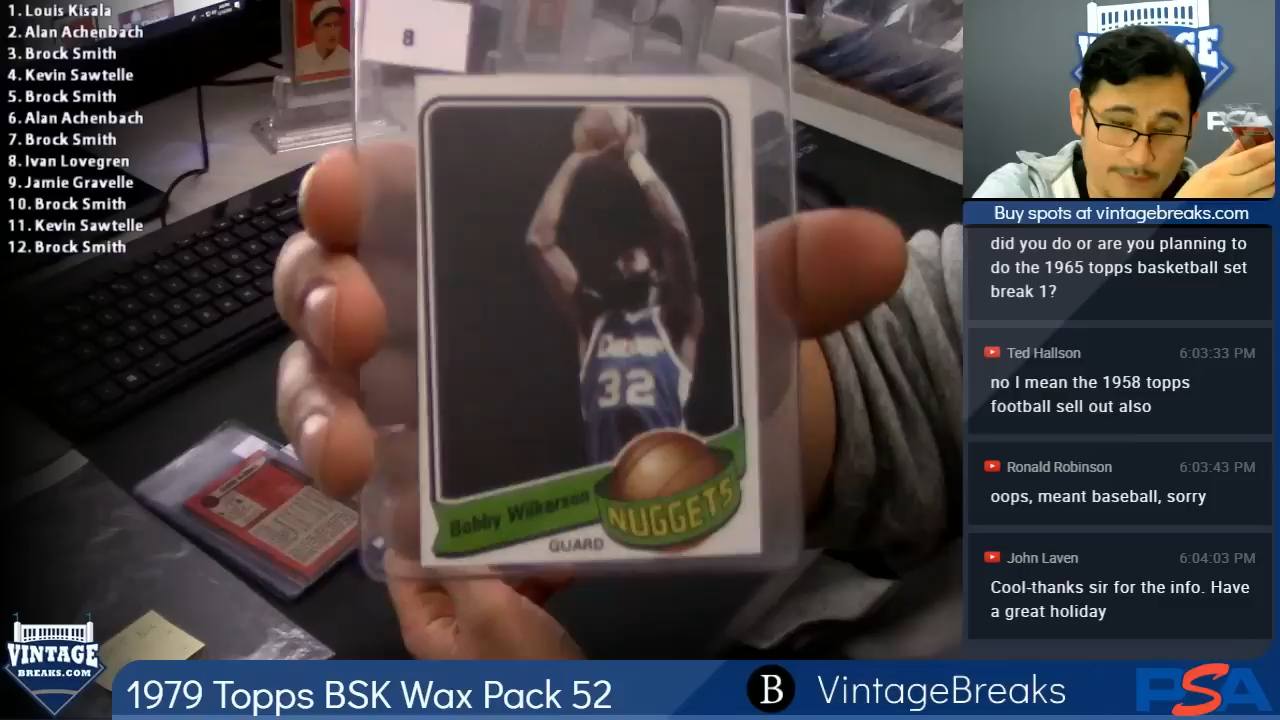 1. Louis Kisala
2. Alan Achenbach
3. Brock Smith
4. Kevin Sawtelle
5. Brock Smith
6. Alan Achenbach
7. Brock Smith
8. Ivan Lovegren
9. Jamie Gravelle
10. Brock Smith
11. Kevin Sawtelle
12. Brock Smith
8
32
Bobby Wilkerson
NUGGETS
GUARD
VINTAGE
Buy spots at vintagebreaks.com
did you do or are you planning to
do the 1965 topps basketball set
break 1?
Ted Hallson 6:03:33 PM
no I mean the 1958 topps
football sell out also
Ronald Robinson 6:03:43 PM
oops, meant baseball, sorry
John Laven 6:04:03 PM
Cool-thanks sir for the info. Have
a great holiday
VINTAGE
BREAKS.COM
1979 Topps BSK Wax Pack 52
B VintageBreaks
PSA